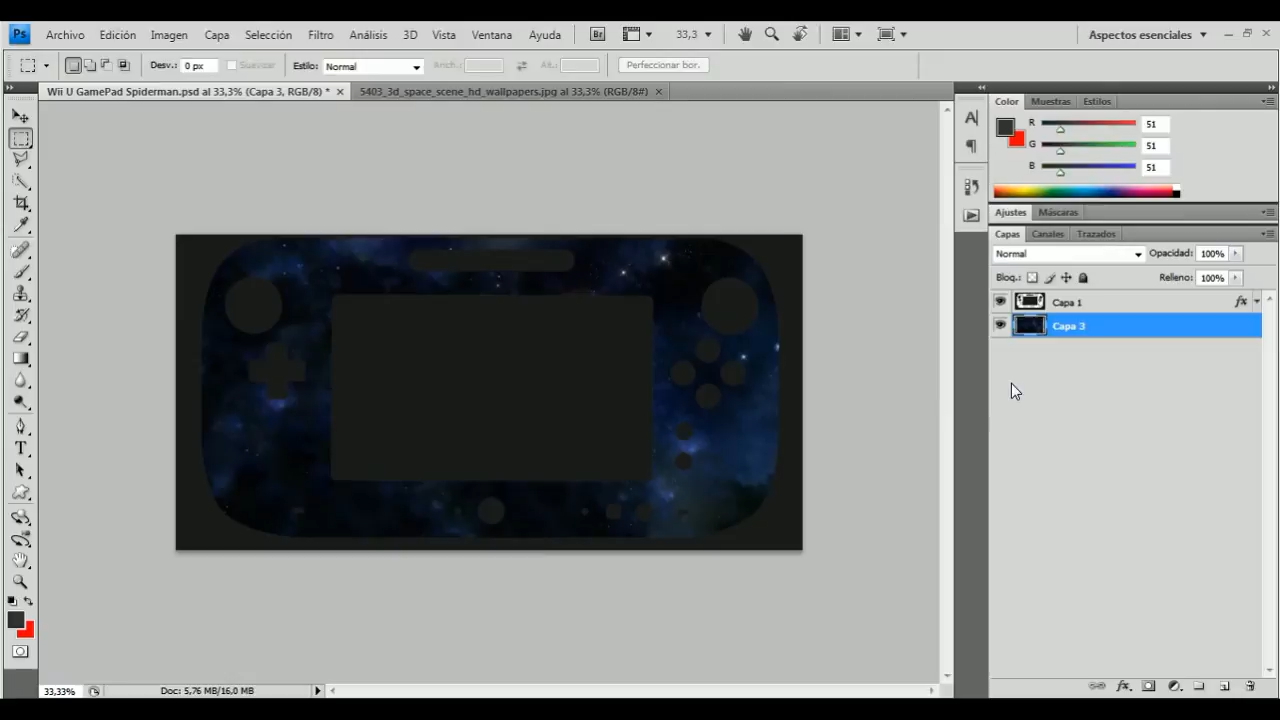 Ps Archivo Edición Imagen Capa Selección Filtro 3D Análisis Vista Ventana Ayuda Br 33,3 Aspectos esenciales
Desv.: 0 px Suavizar Estilo: Normal Anch.: Alt.: Perfeccionar bor.
Wii U GamePad Spiderman.psd al 33,3% (Capa 3, RGB/8) * 5403_3d_space_scene_hd_wallpapers.jpg al 33,3% (RGB/8#)
Color Muestras Estilos
R 51
G 51
B 51
Ajustes Máscaras
Capas Canales Trazados
Normal Opacidad: 100%
Bloq.: Relleno: 100%
Capa 1 fx
Capa 3
33,33% Doc: 5,76 MB/16,0 MB